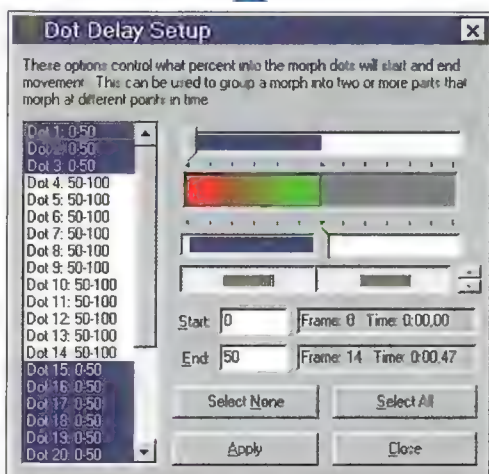 Dot Delay Setup
These options control what percent into the morph dots will start and end
movement. This can be used to group a morph into two or more parts that
morph at different points in time
Dot 1: 0-50
Dot 2: 0-50
Dot 3: 0-50
Dot 4: 50-100
Dot 5: 50-100
Dot 6: 50-100
Dot 7: 50-100
Dot 8: 50-100
Dot 9: 50-100
Dot 10: 50-100
Dot 11: 50-100
Dot 12: 50-100
Dot 13: 50-100
Dot 14: 50-100
Dot 15: 0-50
Dot 16: 0-50
Dot 17: 0-50
Dot 18: 0-50
Dot 19: 0-50
Dot 20: 0-50
Start: 0 Frame: 0 Time: 0:00.00
End: 50 Frame: 14 Time: 0:00.47
Select None Select All
Apply Close